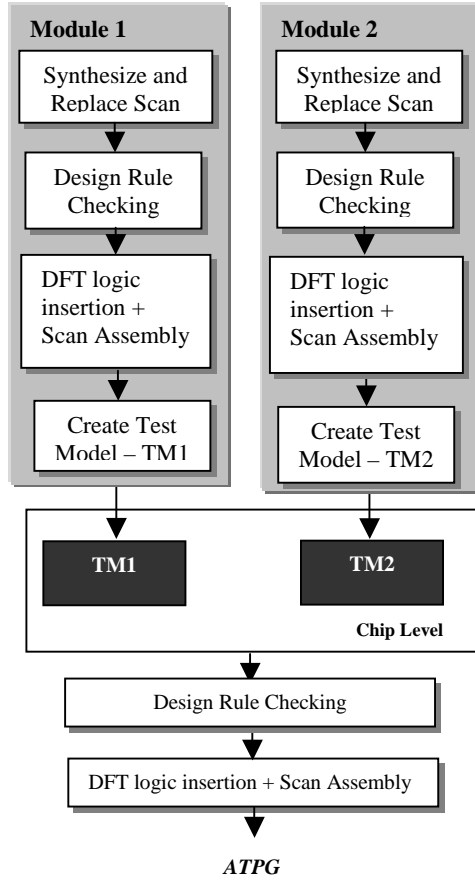 Module 1
Synthesize and
Replace Scan
Design Rule
Checking
DFT logic
insertion +
Scan Assembly
Create Test
Model – TM1
Module 2
Synthesize and
Replace Scan
Design Rule
Checking
DFT logic
insertion +
Scan Assembly
Create Test
Model – TM2
TM1
TM2
Chip Level
Design Rule Checking
DFT logic insertion + Scan Assembly
ATPG